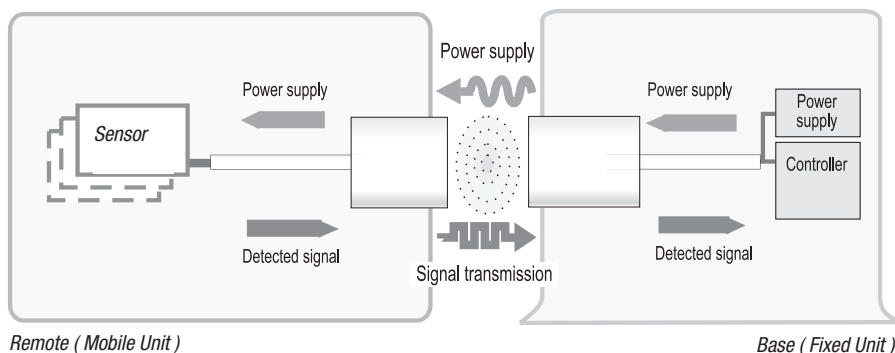 Power supply
Power supply
Power supply
Power
supply
Sensor
Controller
Detected signal
Detected signal
Signal transmission
Remote ( Mobile Unit )
Base ( Fixed Unit )